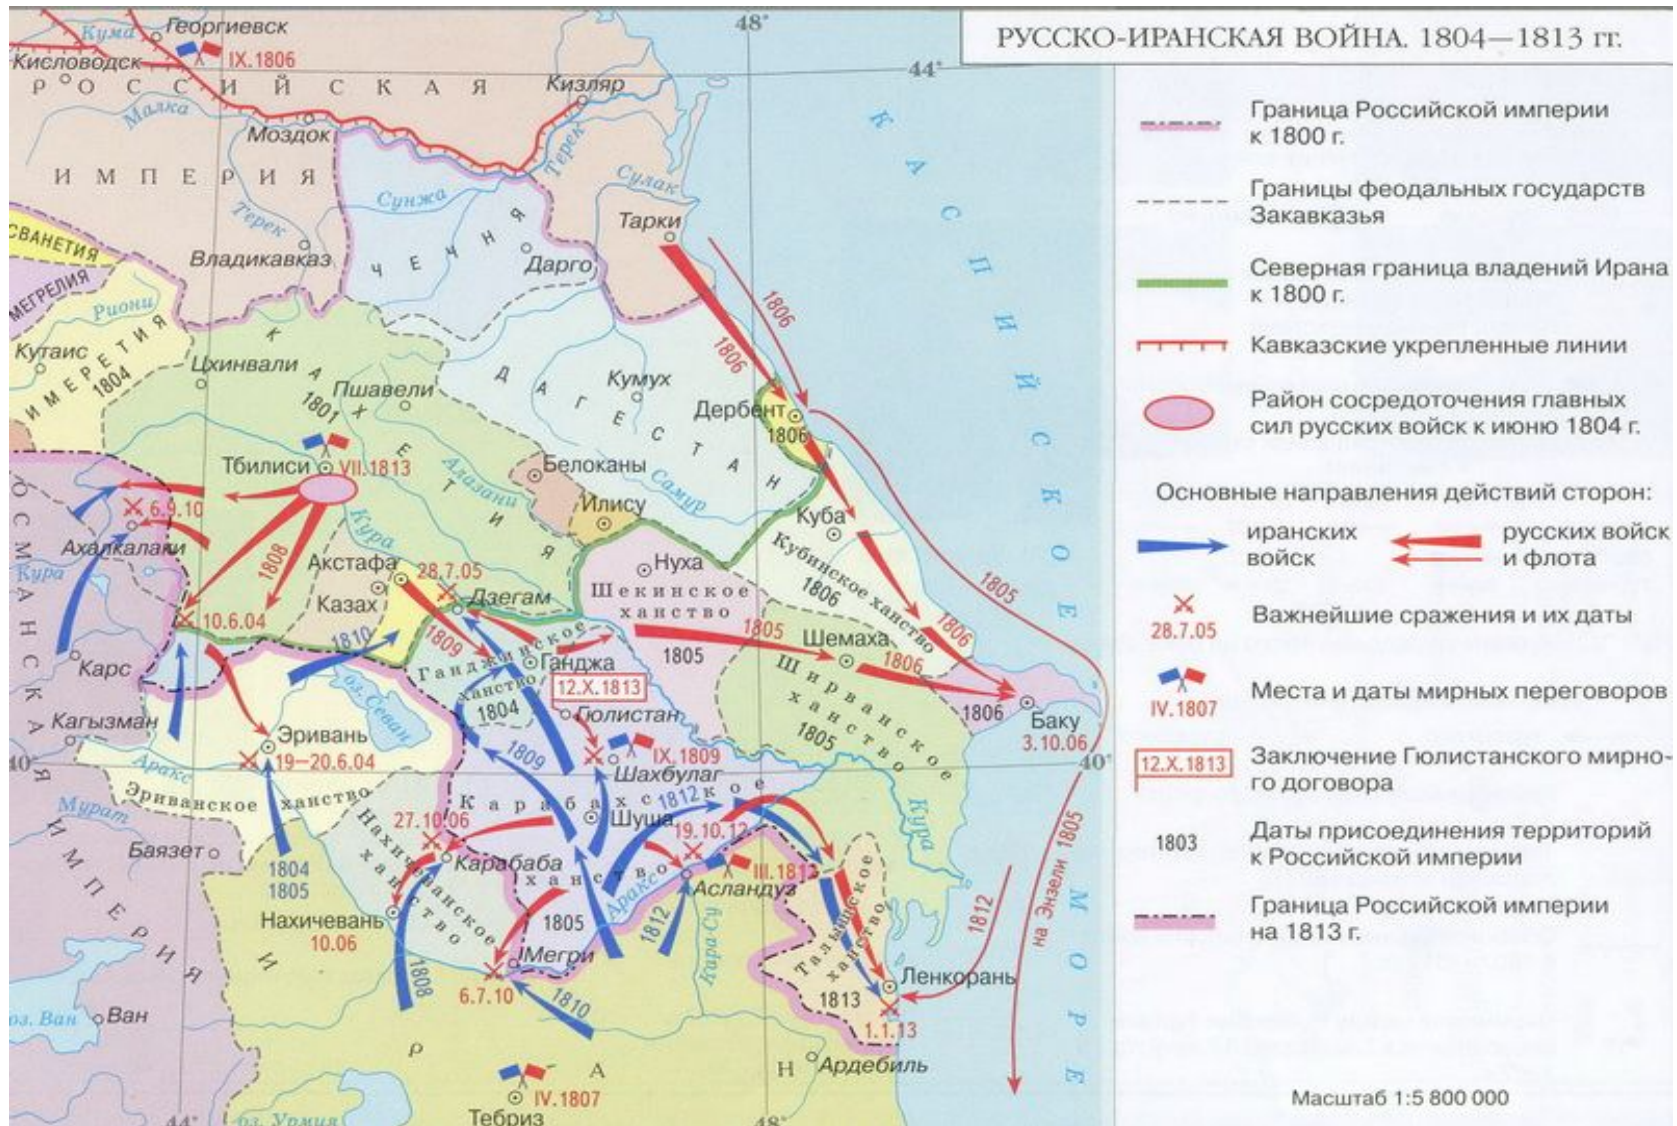 РУССКО-ИРАНСКАЯ ВОЙНА. 1804—1813 гг.
Граница Российской империи
к 1800 г.
Границы феодальных государств
Закавказья
Северная граница владений Ирана
к 1800 г.
Кавказские укрепленные линии
Район сосредоточения главных
сил русских войск к июню 1804 г.
Основные направления действий сторон:
иранских
войск
русских войск
и флота
Важнейшие сражения и их даты
28.7.05
Места и даты мирных переговоров
IV.1807
12.X.1813
Заключение Гюлистанского мирно-
го договора
1803
Даты присоединения территорий
к Российской империи
Граница Российской империи
на 1813 г.
Масштаб 1:5 800 000
48°
44°
Кума
Георгиевск
IX.1806
Кисловодск
РОССИЙСКАЯ
ИМПЕРИЯ
Малка
Моздок
Кизляр
Терек
Сулак
Сунжа
Терек
Тарки
ЧЕЧНЯ
Дарго
Владикавказ
СВАНЕТИЯ
МЕГРЕЛИЯ
Риони
Кутаис
ИМЕРЕТИЯ
1804
Цхинвали
КАХЕТИЯ
1801
Пшавели
ДАГЕСТАН
Кумух
1806
1806
Дербент
1806
КАСПИЙСКОЕ МОРЕ
Тбилиси
VII.1813
Белоканы
Алазани
Илису
Самур
6.9.10
Ахалкалаки
Кура
ОСМАНСКАЯ
ИМПЕРИЯ
1808
Кура
Акстафа
28.7.05
Казах
Дзегам
10.6.04
1810
1809
Нуха
Шекинское
ханство
1805
1805
Куба
Кубинское ханство
1806
1806
1805
Шемаха
1806
Ширванское
ханство
1805
1806
Баку
3.10.06
Карс
Ганджинское
ханство
1804
Ганджа
12.X.1813
Гюлистан
оз. Севан
Кагызман
Эривань
19—20.6.04
40°
40°
Аракс
Эриванское ханство
1809
IX.1809
Шахбулаг
Карабахское
ханство
1805
1812
Шуша
19.10.12
Мурат
Баязет
1804
1805
27.10.06
Карабаба
Нахичеванское
ханство
Нахичевань
10.06
Аракс
Асландуз
III.1812
1812
Кара-Су
Кура
Талышское
ханство
1813
Ленкорань
1.1.13
1812
на Энзели 1805
Мегри
6.7.10
1808
1810
оз. Ван
Ван
ИРАН
Ардебиль
IV.1807
Тебриз
оз. Урмия
44°
48°